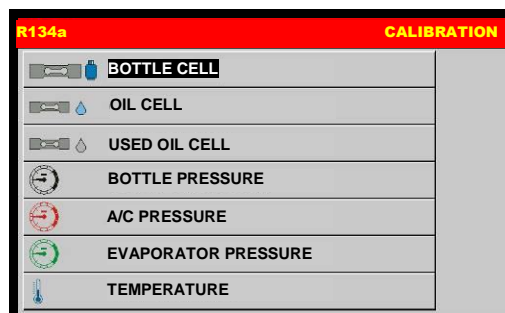 R134a CALIBRATION
BOTTLE CELL
OIL CELL
USED OIL CELL
BOTTLE PRESSURE
A/C PRESSURE
EVAPORATOR PRESSURE
TEMPERATURE